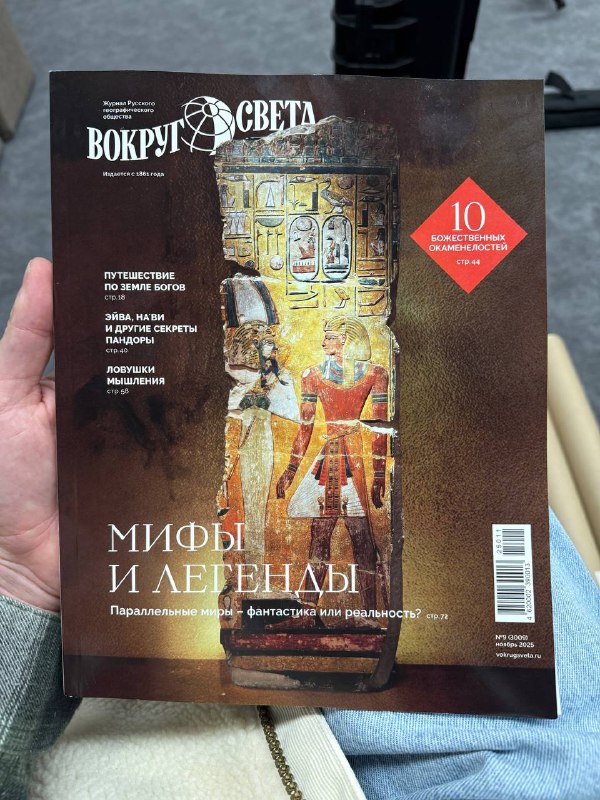 Журнал Русского
географического
общества
ВОКРУГ СВЕТА
Издается с 1861 года
10
БОЖЕСТВЕННЫХ
ОКАМЕНЕЛОСТЕЙ
стр.44
ПУТЕШЕСТВИЕ
ПО ЗЕМЛЕ БОГОВ
стр.18
ЭЙВА, НА'ВИ
И ДРУГИЕ СЕКРЕТЫ
ПАНДОРЫ
стр.40
ЛОВУШКИ
МЫШЛЕНИЯ
стр.58
МИФЫ
И ЛЕГЕНДЫ
Параллельные миры – фантастика или реальность? стр.72
25011
№9 (3009)
ноябрь 2025
vokrugsveta.ru